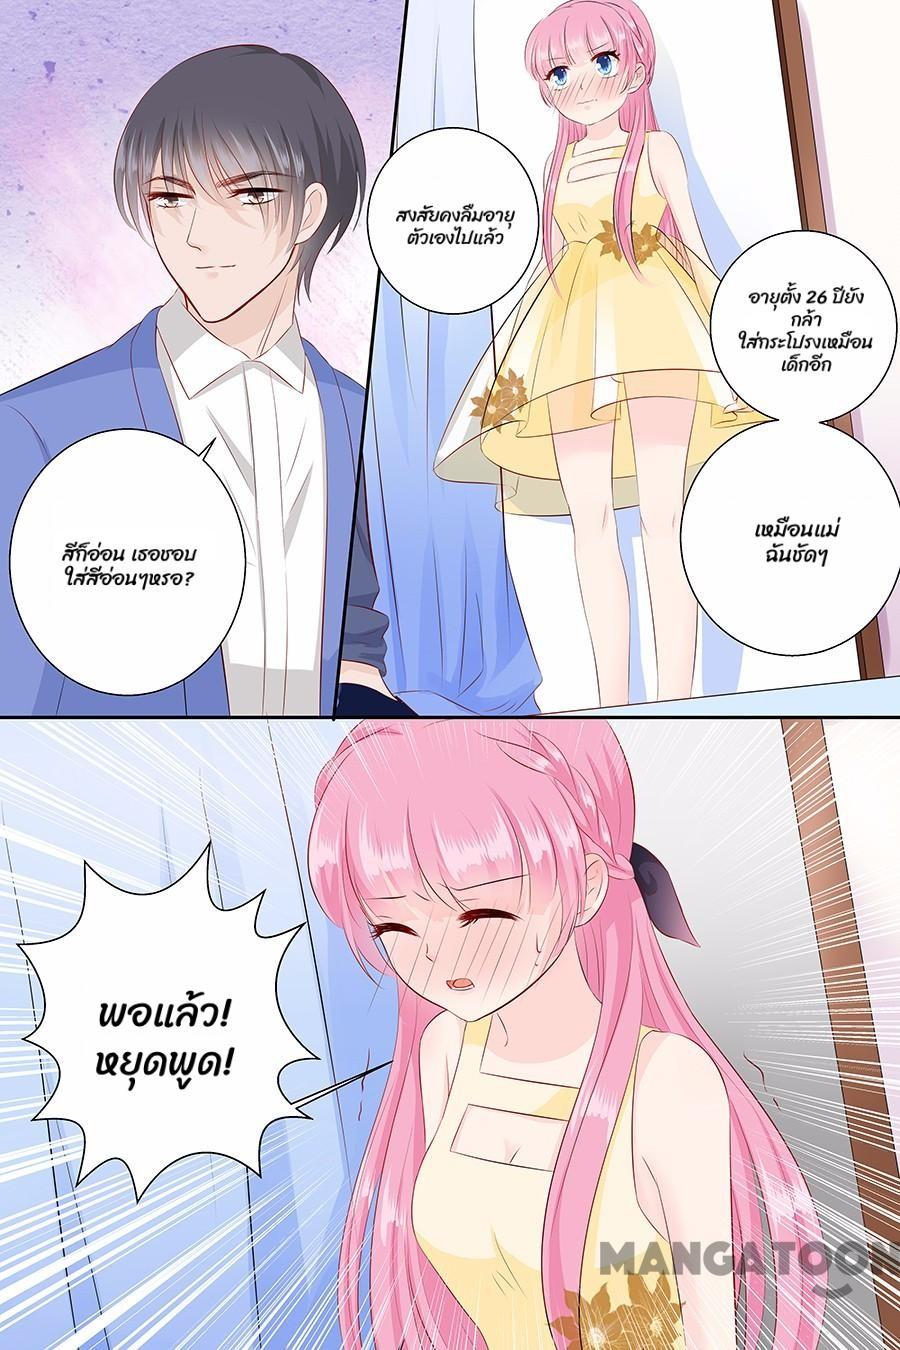 สงสัยคงลืมอายุ
ตัวเองไปแล้ว
อายุตั้ง 26 ปียัง
กล้า
ใส่กระโปรงเหมือน
เด็กอีก
เหมือนแม่
ฉันชัดๆ
สีก็อ่อน เธอชอบ
ใส่สีอ่อนๆหรอ?
พอแล้ว!
หยุดพูด!
MANGATOON